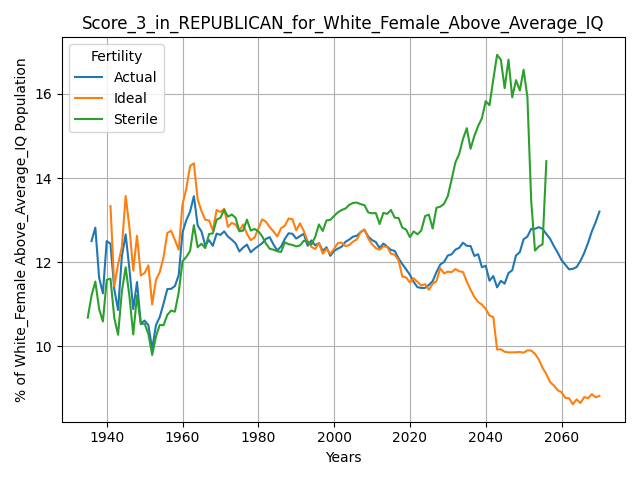 Score_3_in_REPUBLICAN_for_White_Female_Above_Average_IQ
% of White_Female Above_Average_IQ Population
Fertility
Actual
Ideal
Sterile
16
14
12
10
1940 1960 1980 2000 2020 2040 2060
Years